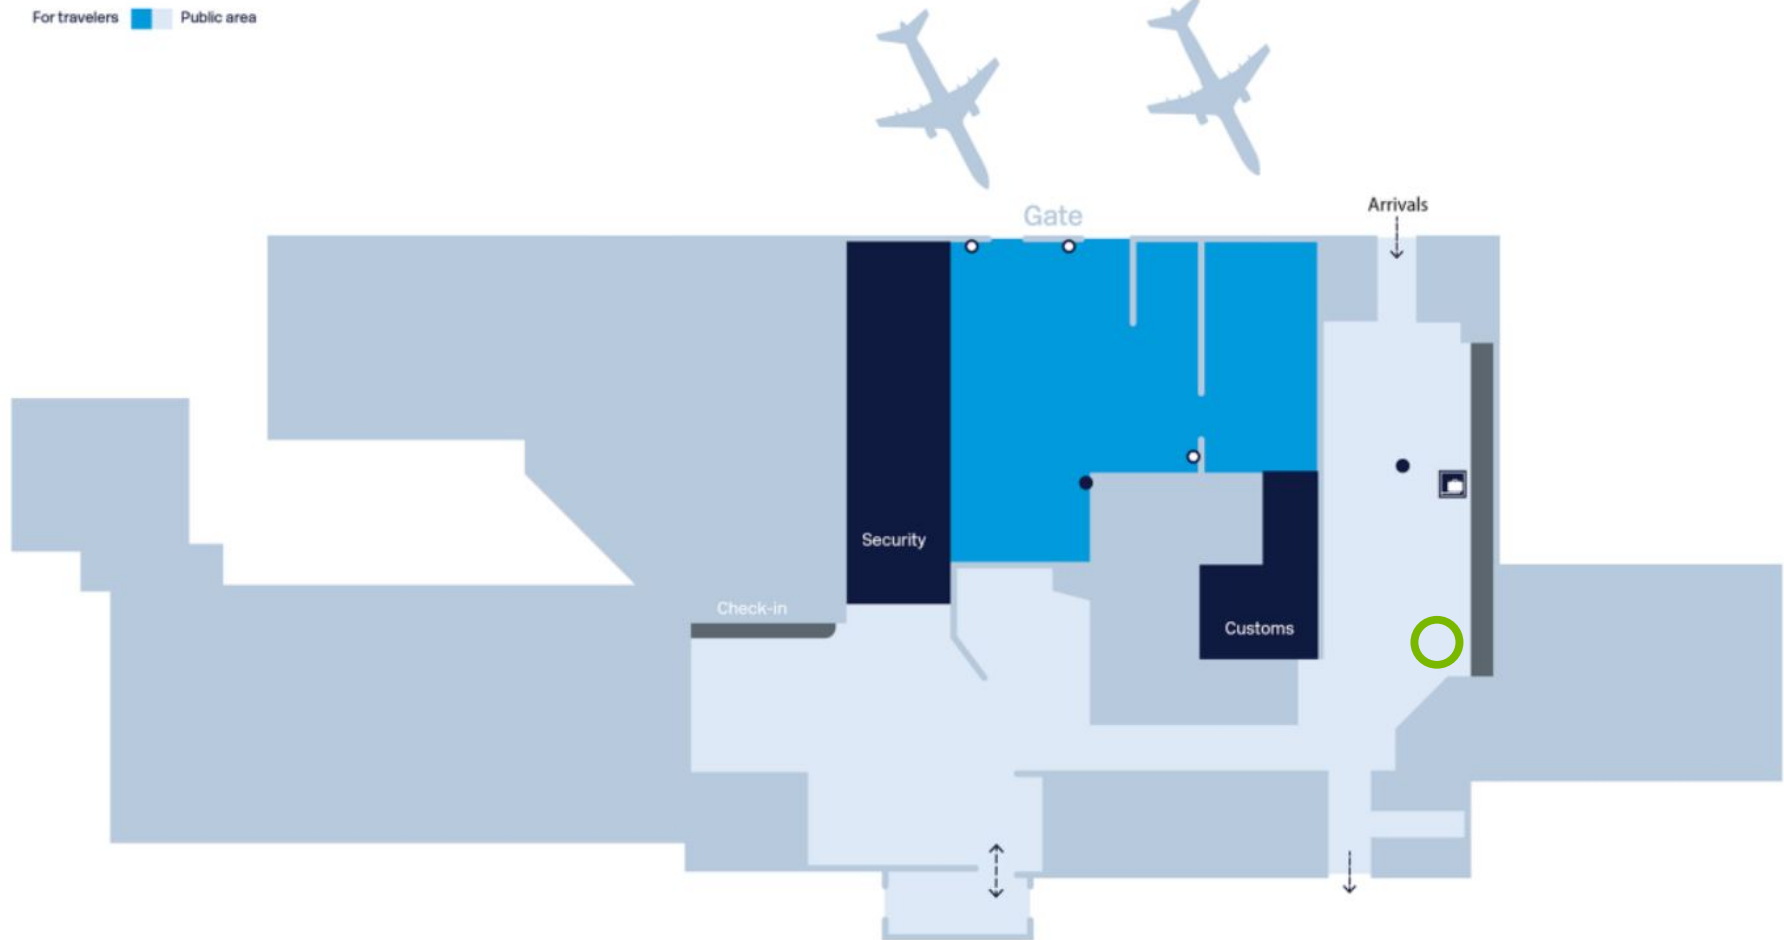 For travelers
Public area
Gate
Arrivals
Security
Check-in
Customs